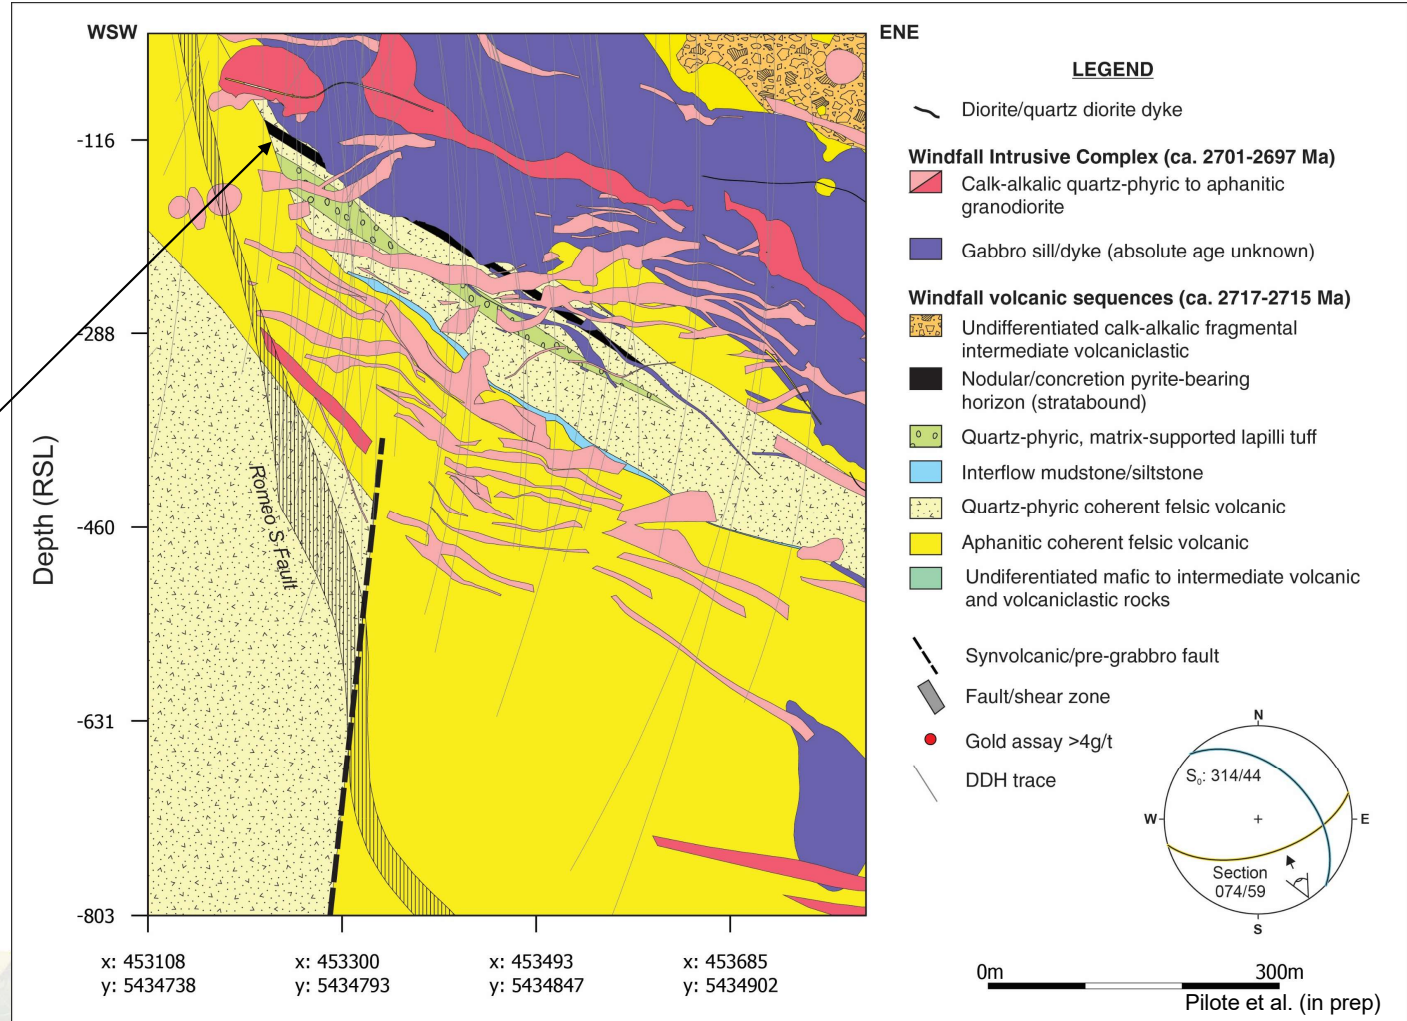 WSW
ENE
-116
-288
-460
-631
-803
Depth (RSL)
Romeo S Fault
x: 453108
y: 5434738
x: 453300
y: 5434793
x: 453493
y: 5434847
x: 453685
y: 5434902
LEGEND
Diorite/quartz diorite dyke
Windfall Intrusive Complex (ca. 2701-2697 Ma)
Calk-alkalic quartz-phyric to aphanitic
granodiorite
Gabbro sill/dyke (absolute age unknown)
Windfall volcanic sequences (ca. 2717-2715 Ma)
Undifferentiated calk-alkalic fragmental
intermediate volcaniclastic
Nodular/concretion pyrite-bearing
horizon (stratabound)
Quartz-phyric, matrix-supported lapilli tuff
Interflow mudstone/siltstone
Quartz-phyric coherent felsic volcanic
Aphanitic coherent felsic volcanic
Undiferentiated mafic to intermediate volcanic
and volcaniclastic rocks
Synvolcanic/pre-grabbro fault
Fault/shear zone
Gold assay >4g/t
DDH trace
N
S₀: 314/44
W
E
Section
074/59
S
0m
300m
Pilote et al. (in prep)